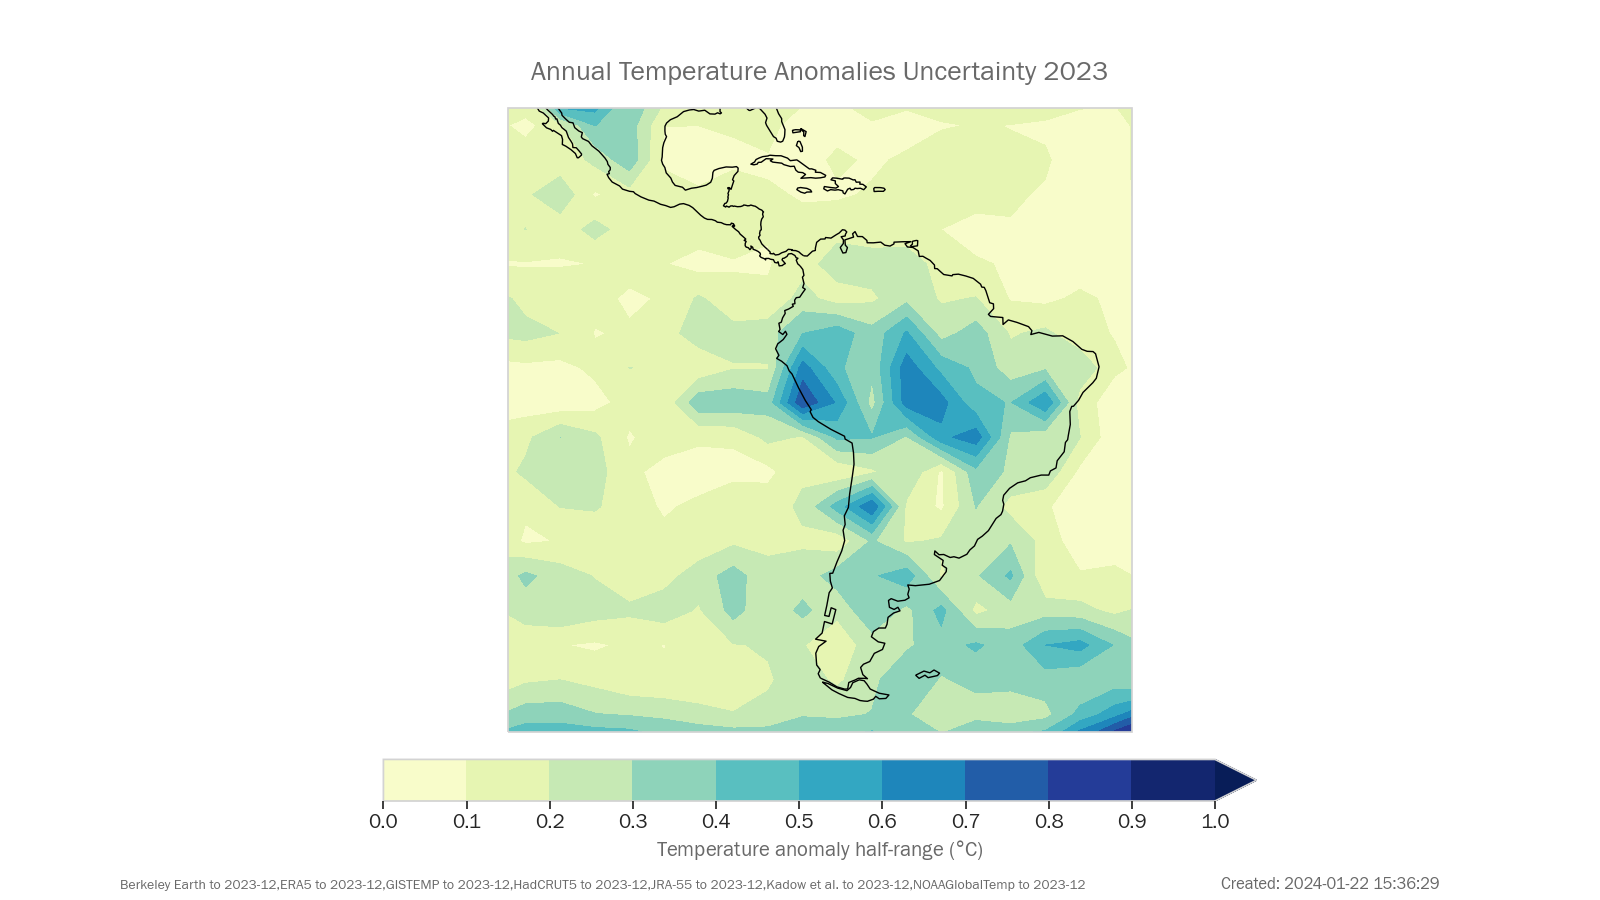 Annual Temperature Anomalies Uncertainty 2023
0.0 0.1 0.2 0.3 0.4 0.5 0.6 0.7 0.8 0.9 1.0
Temperature anomaly half-range (°C)
Berkeley Earth to 2023-12,ERA5 to 2023-12,GISTEMP to 2023-12,HadCRUT5 to 2023-12,JRA-55 to 2023-12,Kadow et al. to 2023-12,NOAAGlobalTemp to 2023-12
Created: 2024-01-22 15:36:29